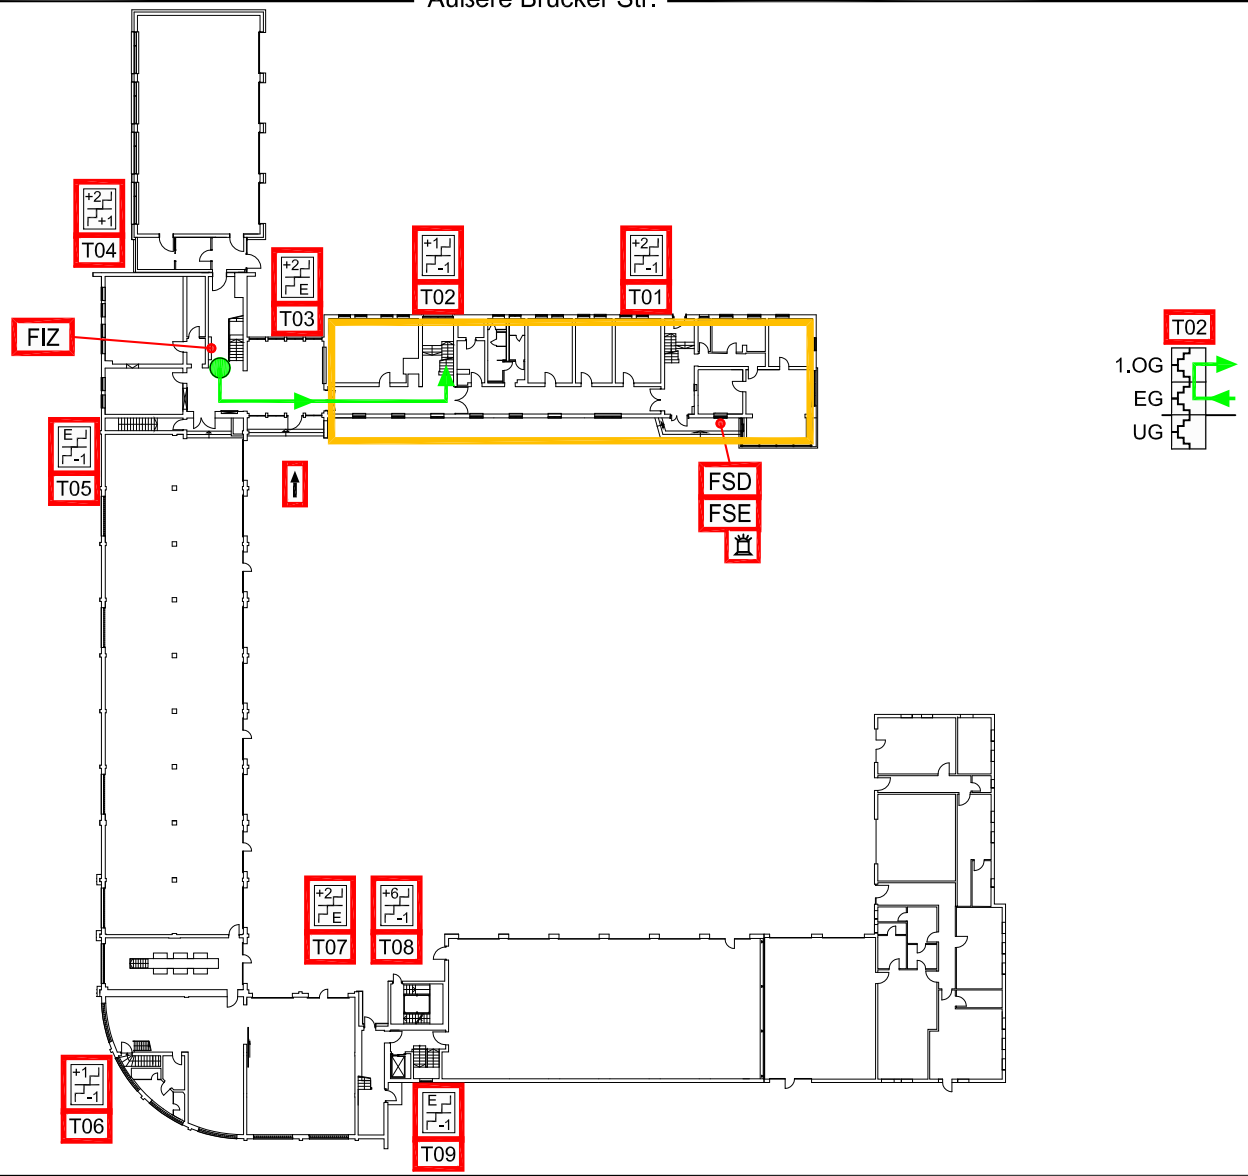 Äußere Brucker Str.
+2
+1
T04
+2
E
T03
+1
-1
T02
+2
-1
T01
FIZ
T02
1.OG
EG
UG
E
-1
T05
FSD
FSE
+2
E
T07
+6
-1
T08
+1
-1
T06
E
-1
T09